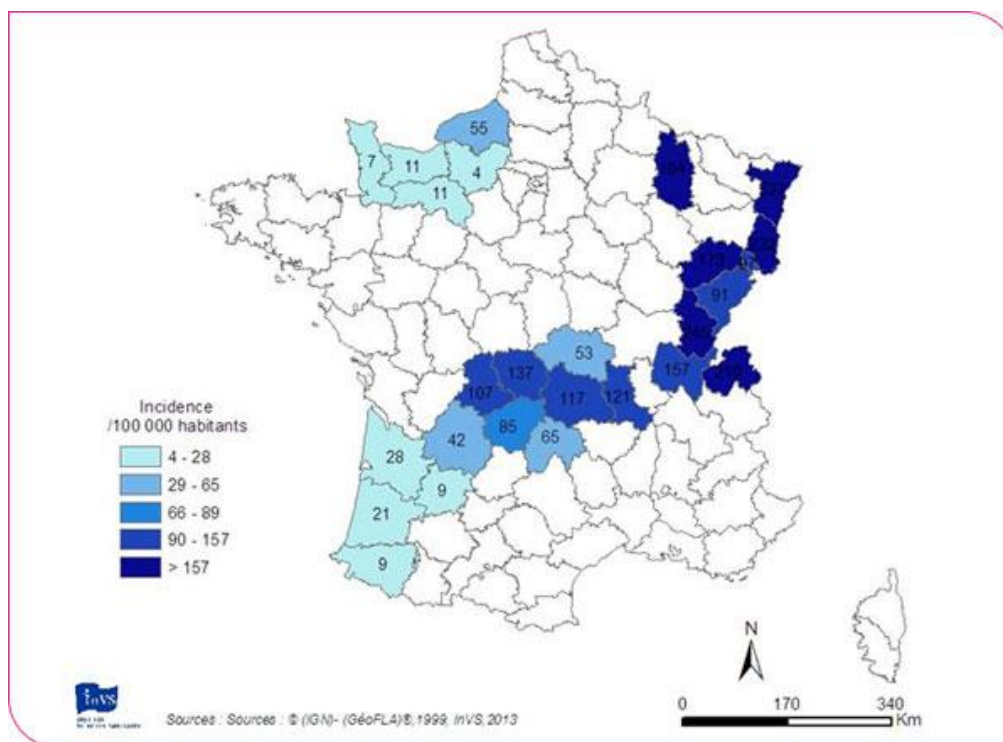 55
7
11
4
11
91
53
157
137
107
117
121
85
42
65
28
9
21
9
Incidence
/100 000 habitants
4 - 28
29 - 65
66 - 89
90 - 157
> 157
N
0 170 340
Km
inVS
Sources : Sources : © (IGN)- (GéoFLA)®,1999, InVS,2013